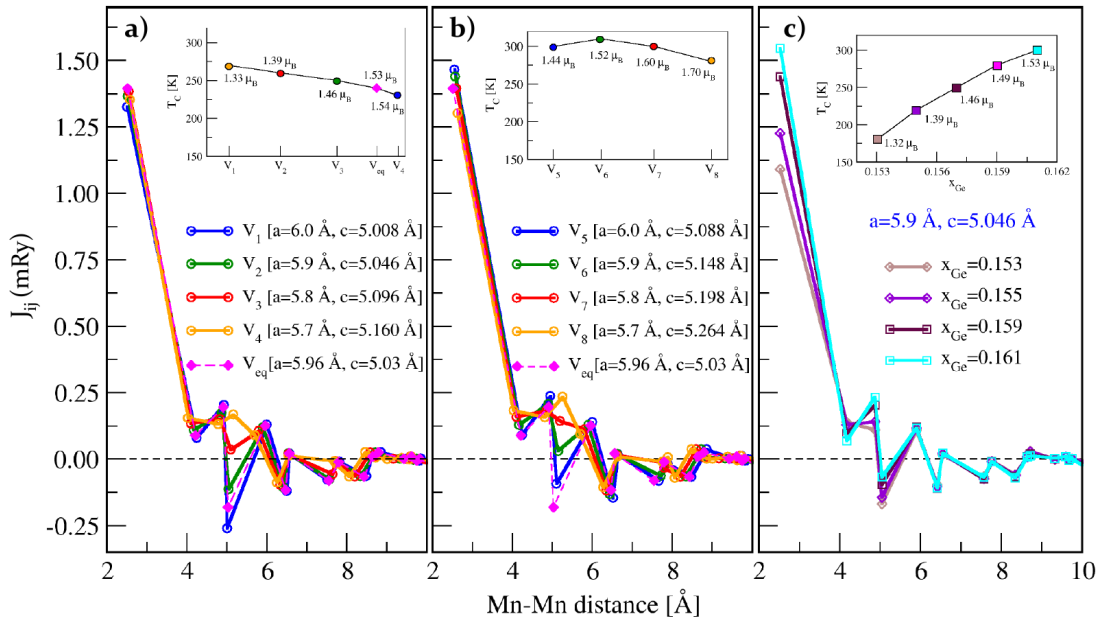 a)
b)
c)
J_ij (mRy)
1.50
1.25
1.00
0.75
0.50
0.25
0.00
-0.25
T_C [K]
300
250
200
150
1.33 μ_B
1.39 μ_B
1.46 μ_B
1.53 μ_B
1.54 μ_B
V_1
V_2
V_3
V_eq
V_4
V_1 [a=6.0 Å, c=5.008 Å]
V_2 [a=5.9 Å, c=5.046 Å]
V_3 [a=5.8 Å, c=5.096 Å]
V_4 [a=5.7 Å, c=5.160 Å]
V_eq[a=5.96 Å, c=5.03 Å]
T_C [K]
300
250
200
150
1.44 μ_B
1.52 μ_B
1.60 μ_B
1.70 μ_B
V_5
V_6
V_7
V_8
V_5 [a=6.0 Å, c=5.088 Å]
V_6 [a=5.9 Å, c=5.148 Å]
V_7 [a=5.8 Å, c=5.198 Å]
V_8 [a=5.7 Å, c=5.264 Å]
V_eq[a=5.96 Å, c=5.03 Å]
T_C [K]
300
250
200
150
1.32 μ_B
1.39 μ_B
1.46 μ_B
1.49 μ_B
1.53 μ_B
0.153
0.156
0.159
0.162
x_Ge
a=5.9 Å, c=5.046 Å
x_Ge=0.153
x_Ge=0.155
x_Ge=0.159
x_Ge=0.161
2 4 6 8 2 4 6 8 2 4 6 8 10
Mn-Mn distance [Å]